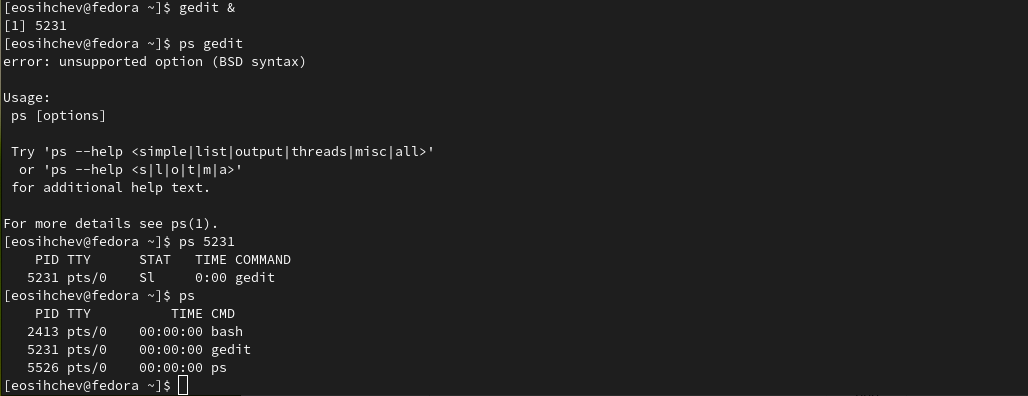 [eosihchev@fedora ~]$ gedit &
[1] 5231
[eosihchev@fedora ~]$ ps gedit
error: unsupported option (BSD syntax)

Usage:
 ps [options]

 Try 'ps --help <simple|list|output|threads|misc|all>'
  or 'ps --help <s|l|o|t|m|a>'
 for additional help text.

For more details see ps(1).
[eosihchev@fedora ~]$ ps 5231
    PID TTY      STAT   TIME COMMAND
   5231 pts/0    Sl     0:00 gedit
[eosihchev@fedora ~]$ ps
    PID TTY          TIME CMD
   2413 pts/0    00:00:00 bash
   5231 pts/0    00:00:00 gedit
   5526 pts/0    00:00:00 ps
[eosihchev@fedora ~]$